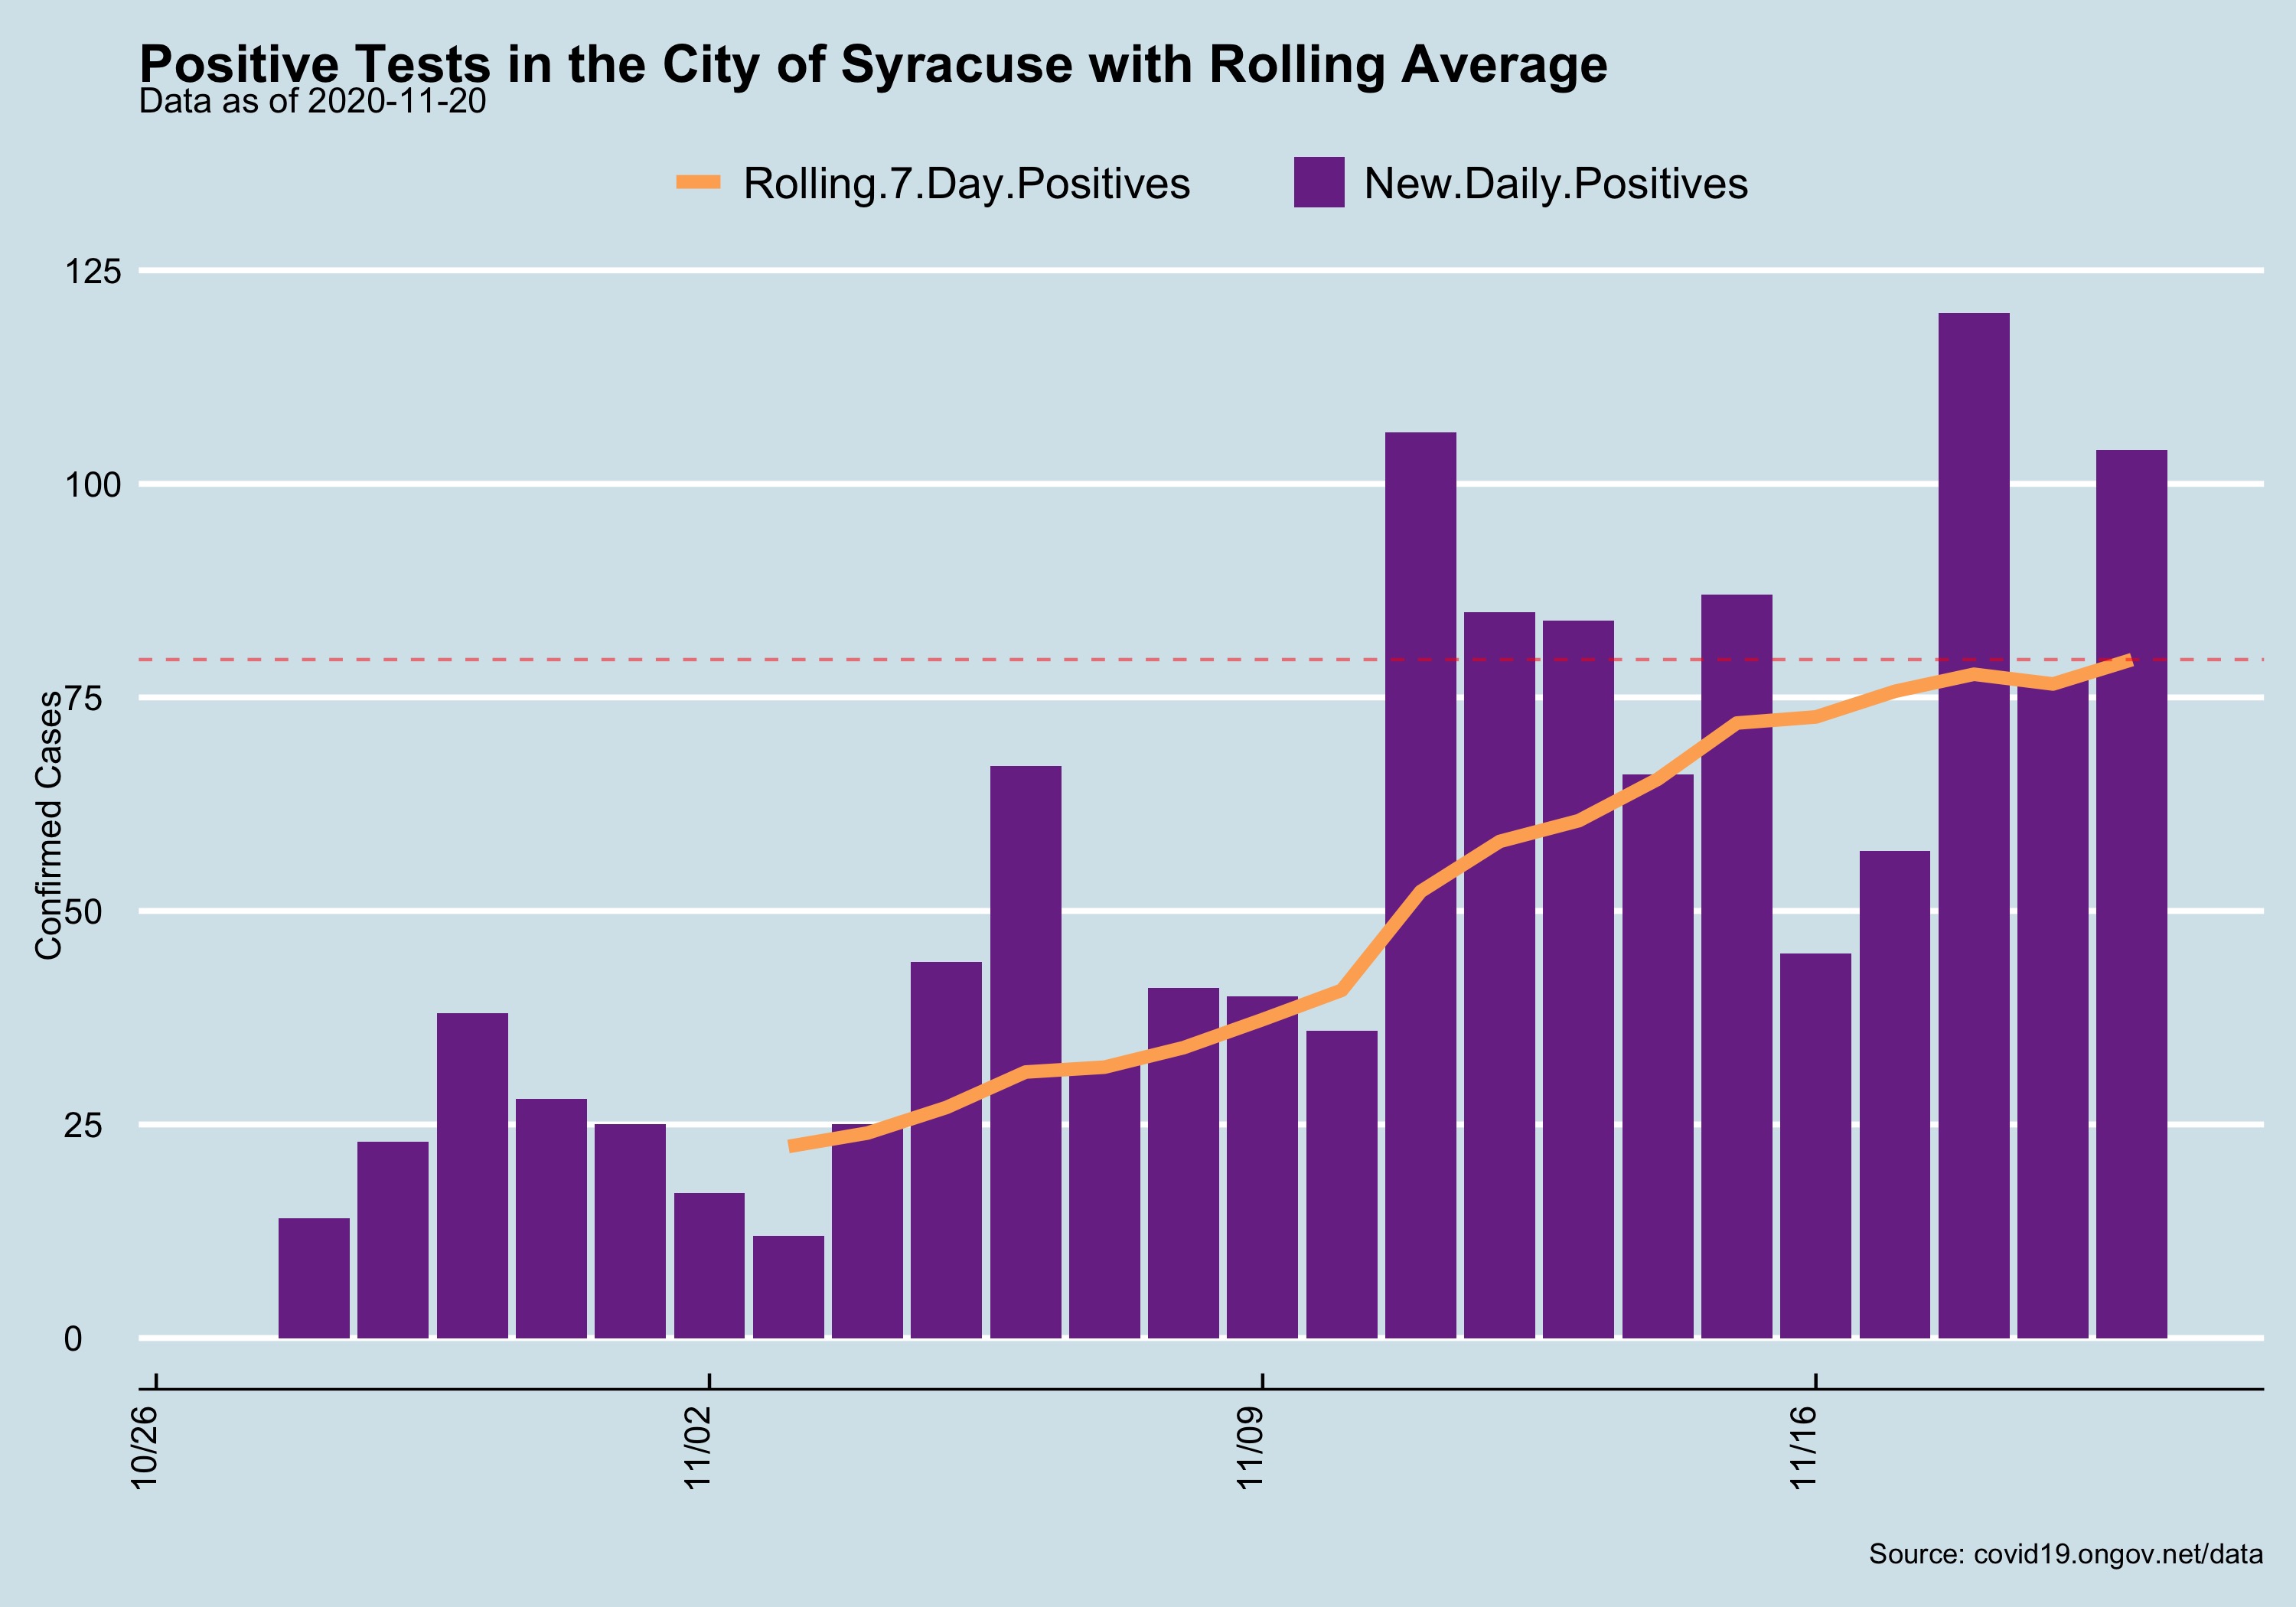 Positive Tests in the City of Syracuse with Rolling Average
Data as of 2020-11-20
Rolling.7.Day.Positives New.Daily.Positives
125
100
75
50
25
0
Confirmed Cases
10/26 11/02 11/09 11/16
Source: covid19.ongov.net/data